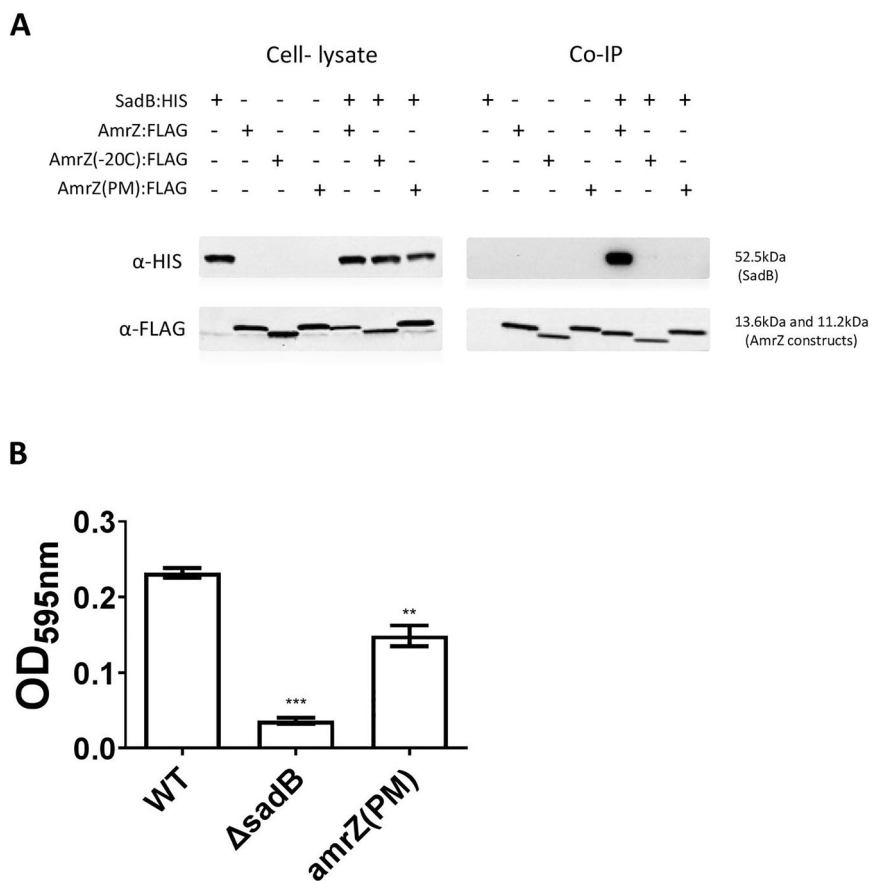 A
Cell- lysate Co-IP
SadB:HIS + - - - + + + + - - - + + +
AmrZ:FLAG - + - - + - - - + - - + - -
AmrZ(-20C):FLAG - - + - - + - - - + - - + -
AmrZ(PM):FLAG - - - + - - + - - - + - - +
α-HIS 52.5kDa
(SadB)
α-FLAG 13.6kDa and 11.2kDa
(AmrZ constructs)
B
OD595nm
0.3
0.2
0.1
0.0
**
***
WT ΔsadB amrZ(PM)